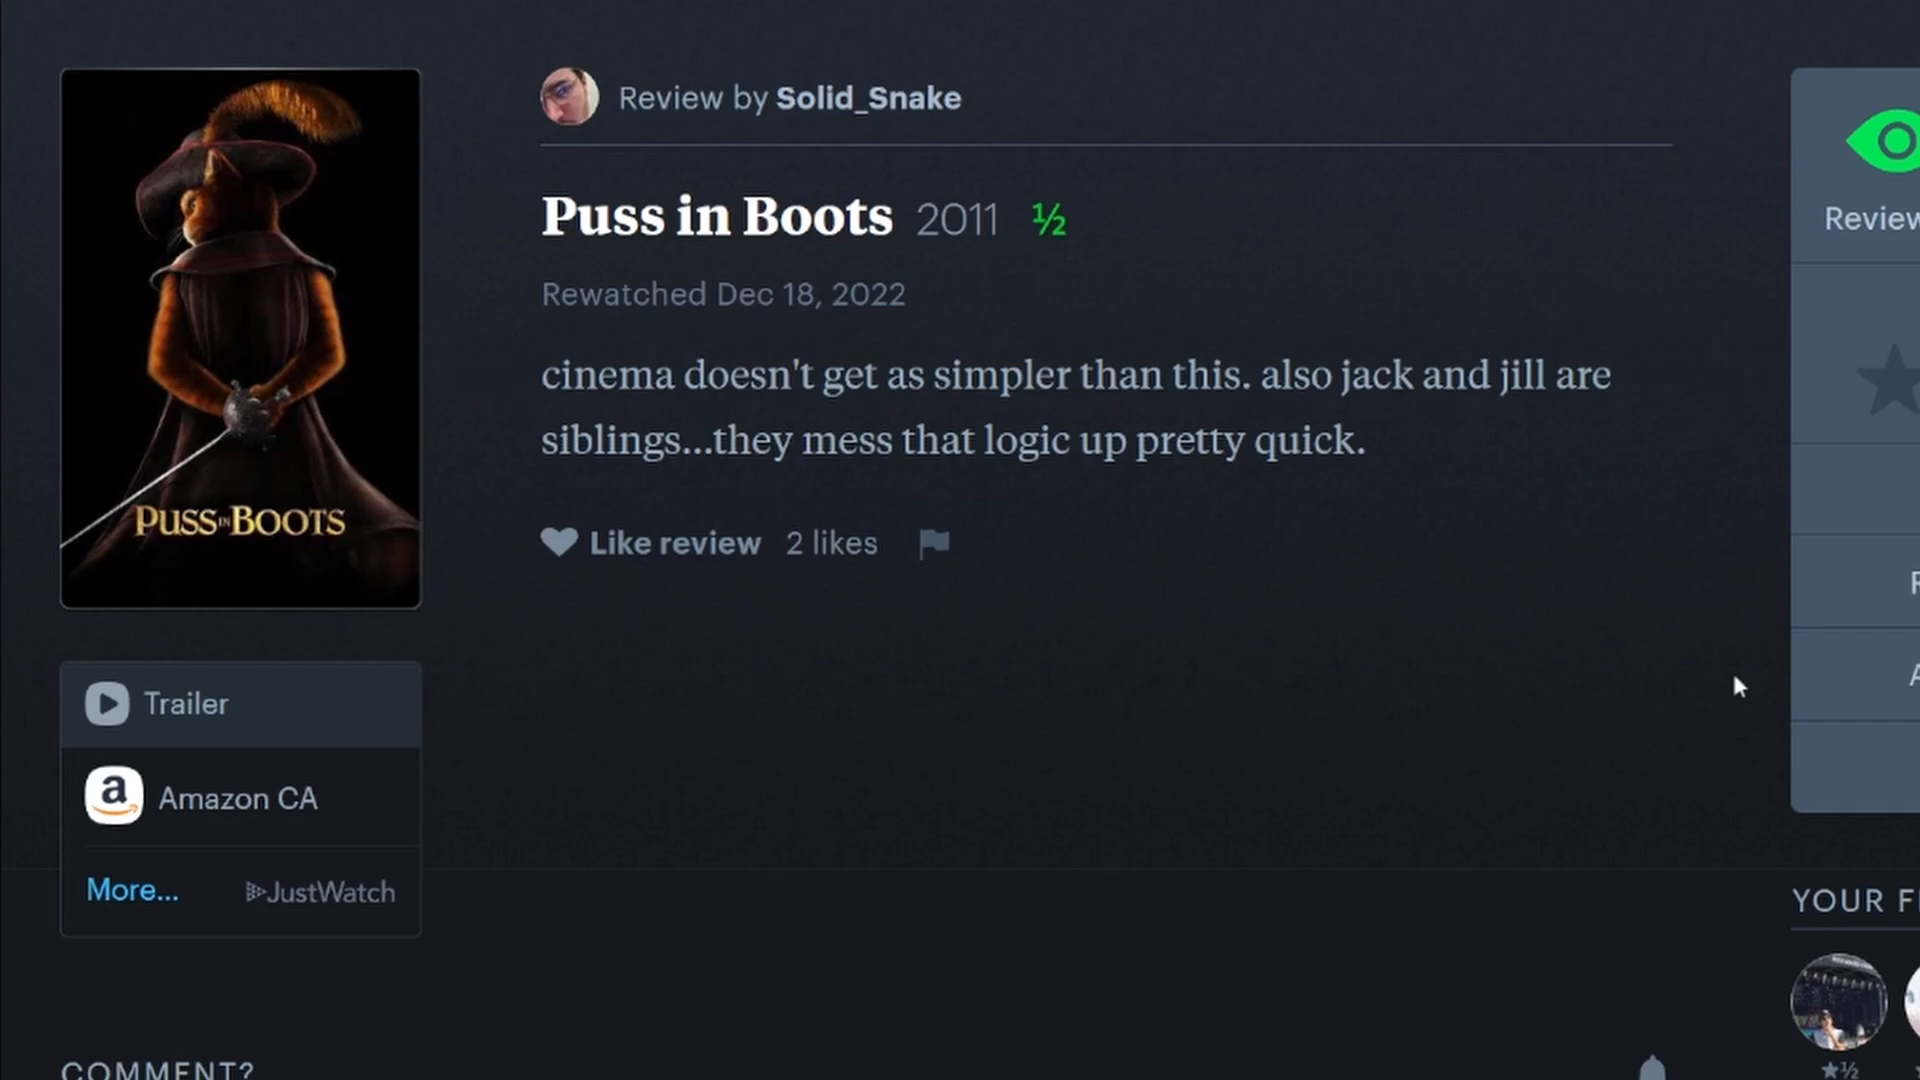 Review by Solid_Snake
Puss in Boots 2011 ½
Rewatched Dec 18, 2022
cinema doesn't get as simpler than this. also jack and jill are
siblings...they mess that logic up pretty quick.
Like review 2 likes
PUSS IN BOOTS
Trailer
a Amazon CA
More... JustWatch
COMMENT?
Review
R
A
YOUR F
★½